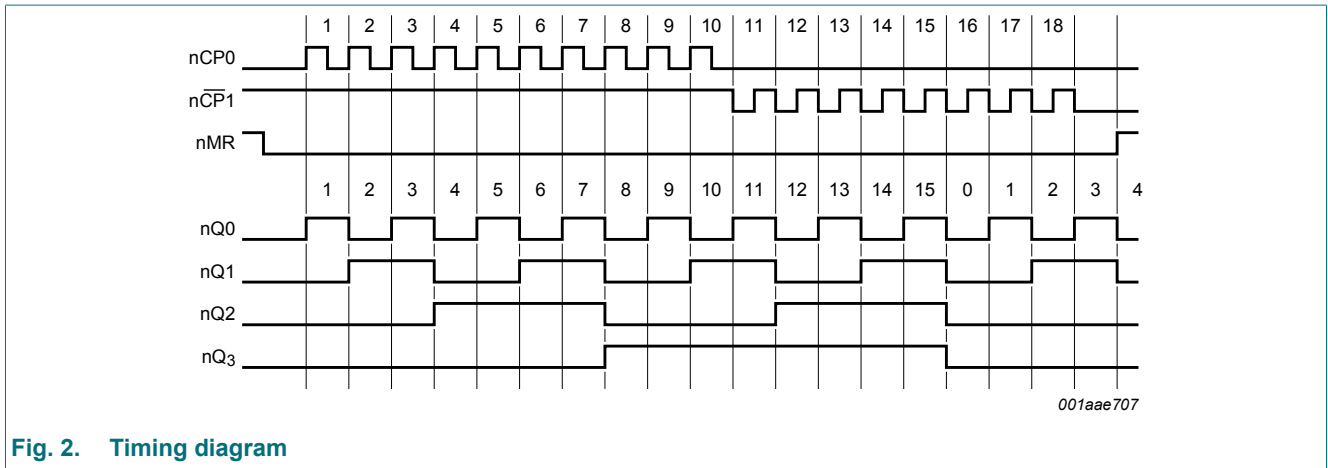 1 2 3 4 5 6 7 8 9 10 11 12 13 14 15 16 17 18
nCP0
nC̅P̅1
nMR
1 2 3 4 5 6 7 8 9 10 11 12 13 14 15 0 1 2 3 4
nQ0
nQ1
nQ2
nQ3
001aae707
Fig. 2. Timing diagram